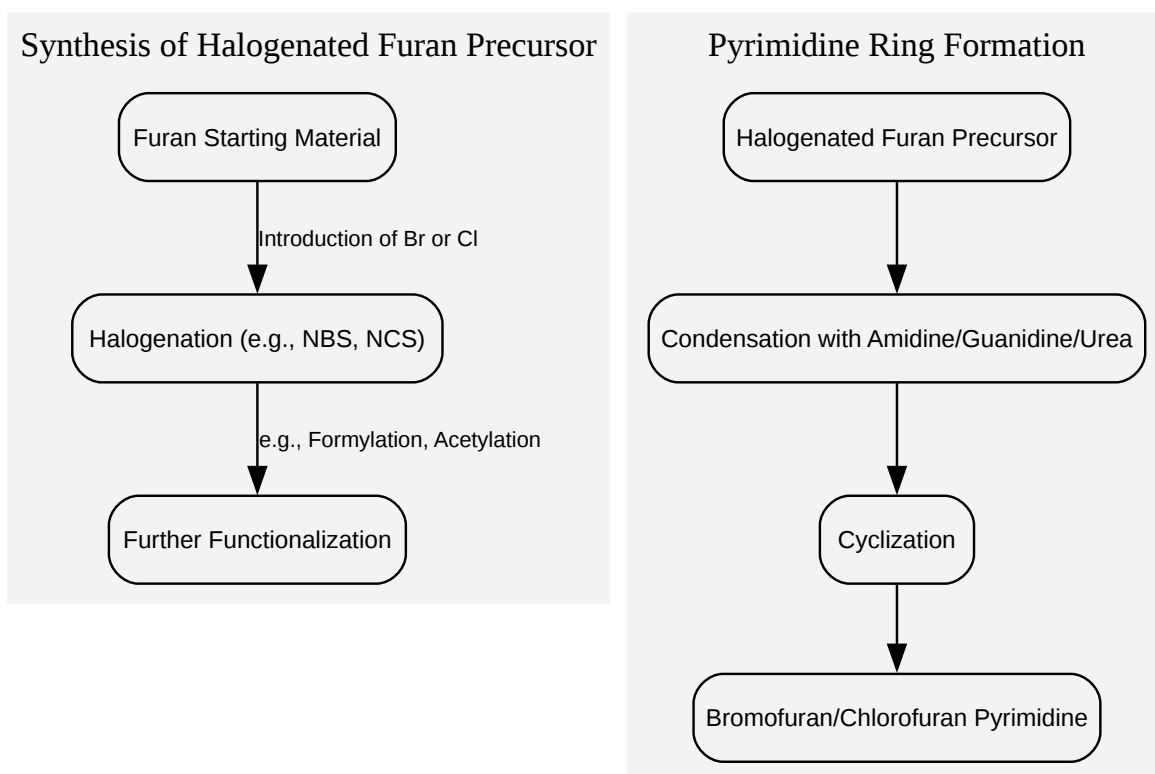 Synthesis of Halogenated Furan Precursor
Furan Starting Material
Introduction of Br or Cl
Halogenation (e.g., NBS, NCS)
e.g., Formylation, Acetylation
Further Functionalization
Pyrimidine Ring Formation
Halogenated Furan Precursor
Condensation with Amidine/Guanidine/Urea
Cyclization
Bromofuran/Chlorofuran Pyrimidine